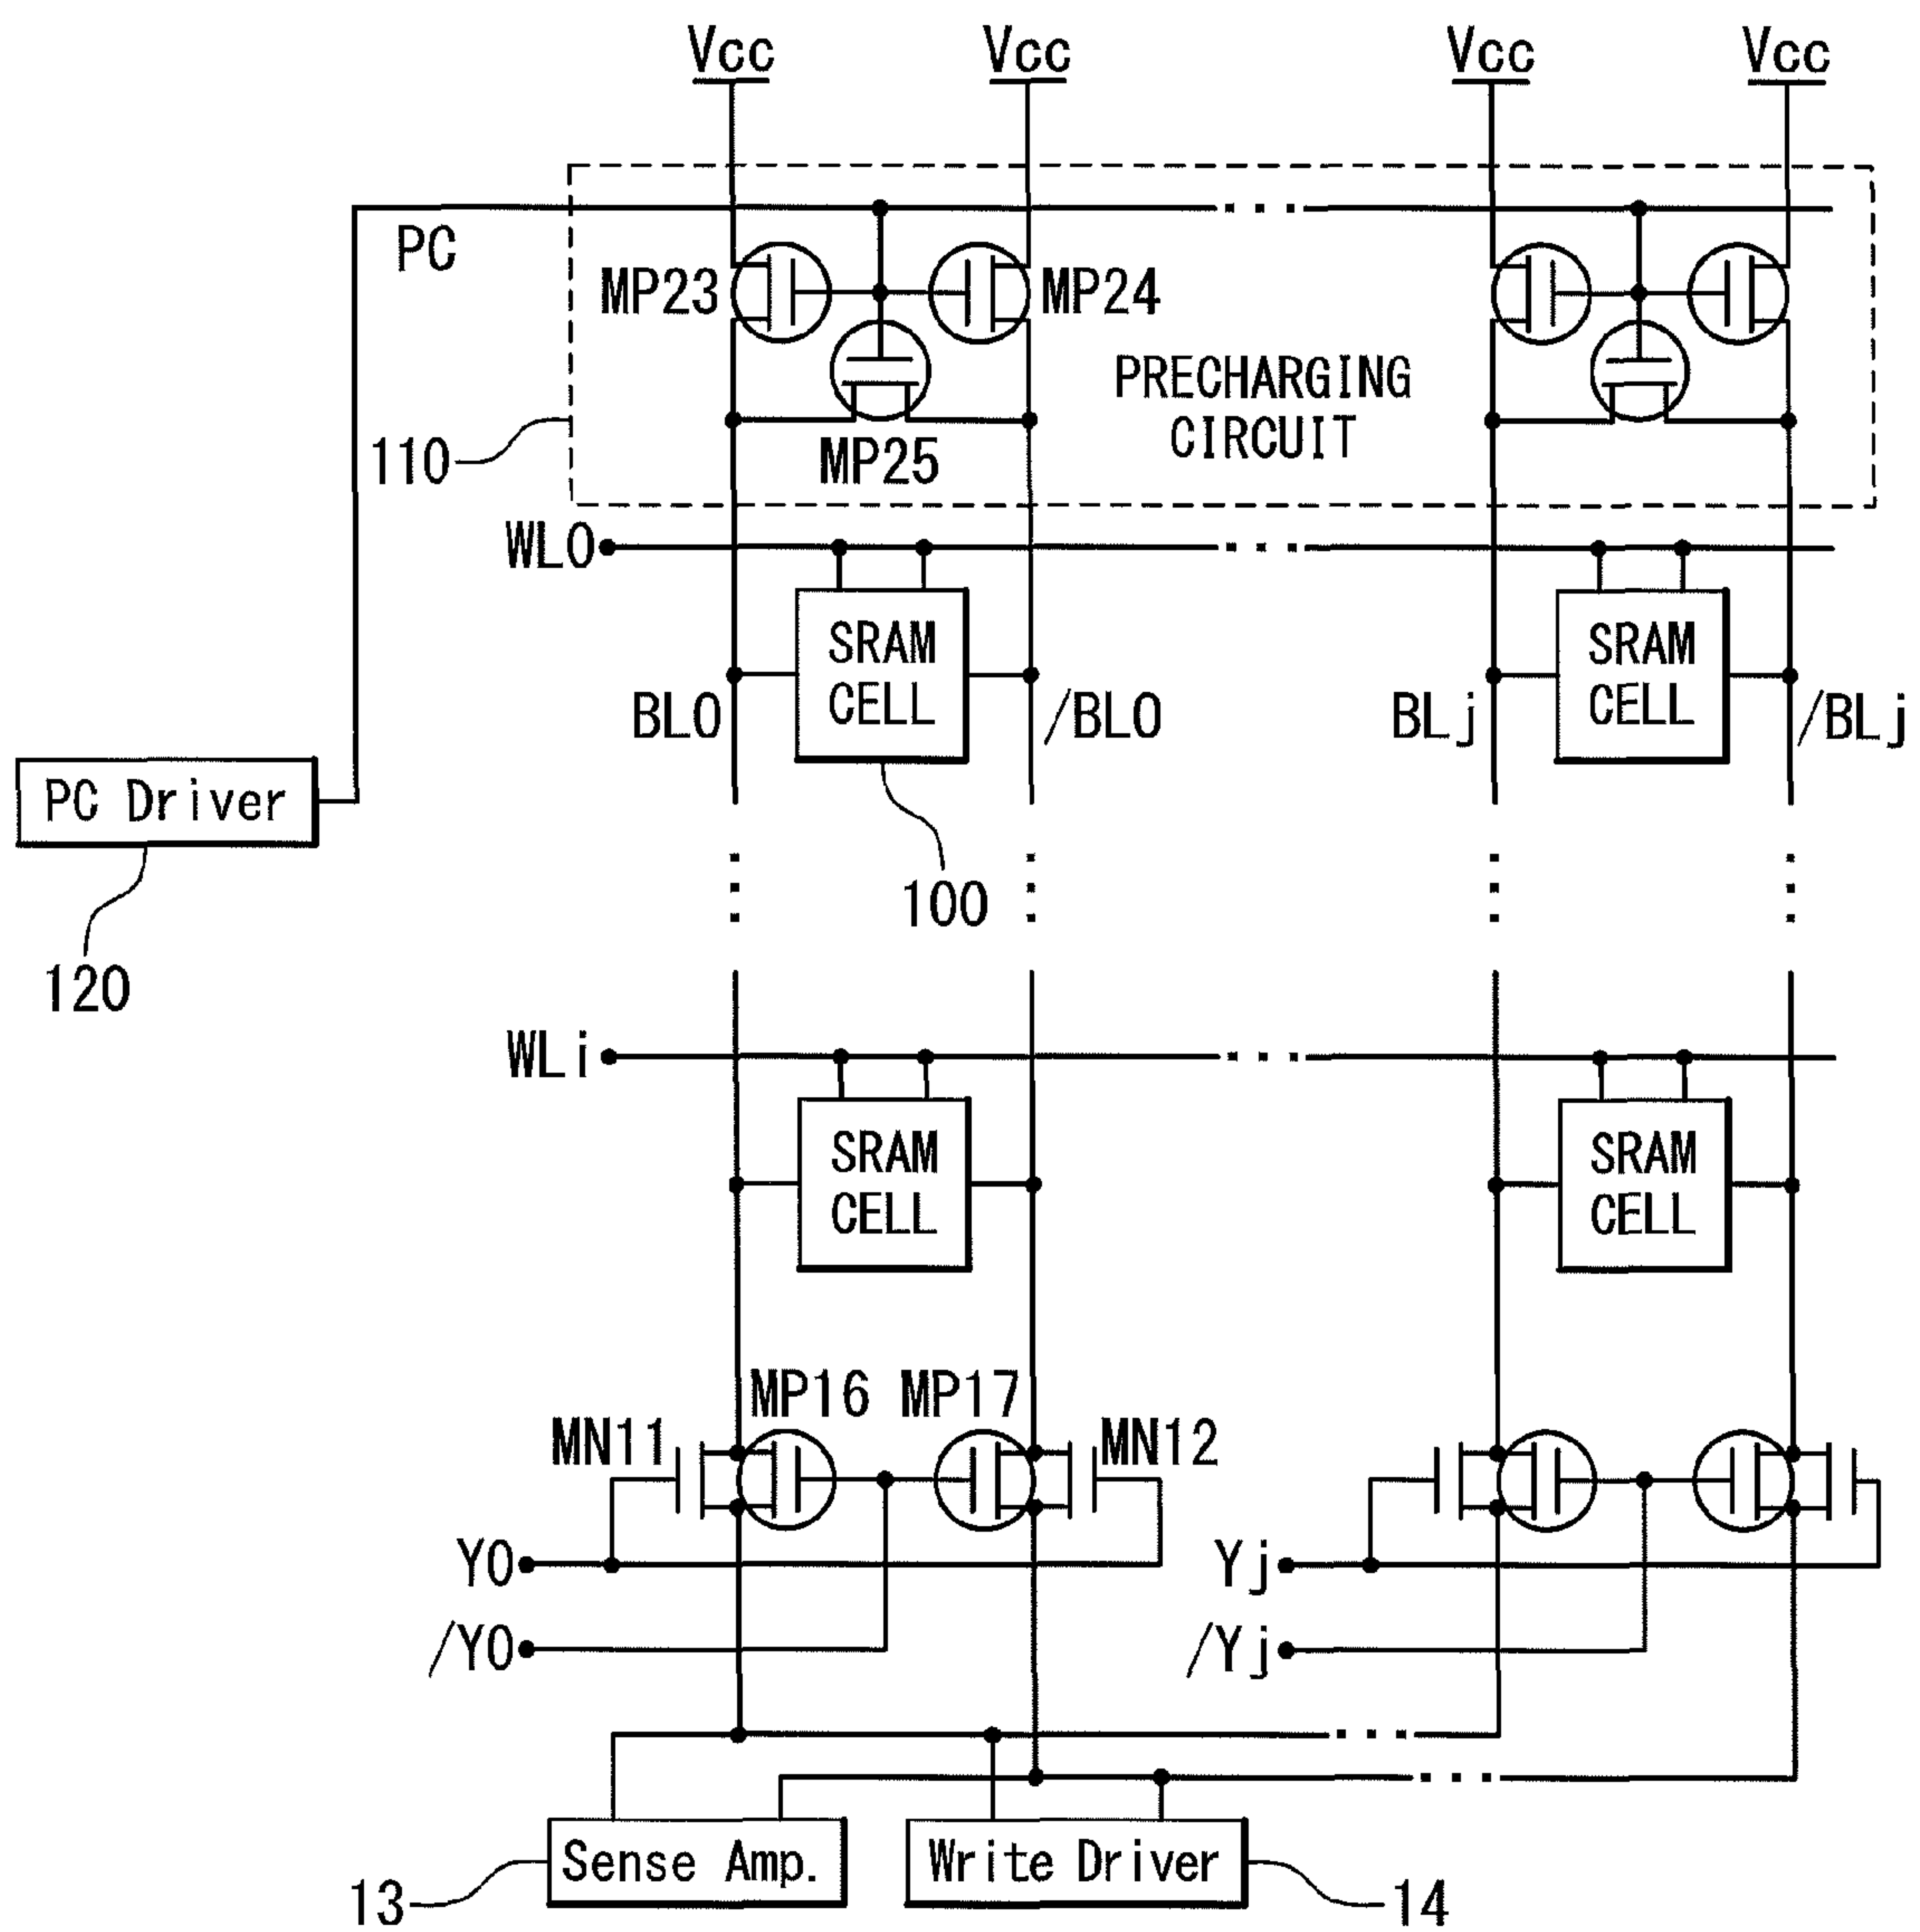 Vcc Vcc Vcc Vcc
PC
MP23 MP24
PRECHARGING
CIRCUIT
110
MP25
WL0
SRAM
CELL
SRAM
CELL
BL0 /BL0 BLj /BLj
PC Driver
100
120
WLi
SRAM
CELL
SRAM
CELL
MP16 MP17
MN11 MN12
Y0 Yj
/Y0 /Yj
Sense Amp. Write Driver
13 14